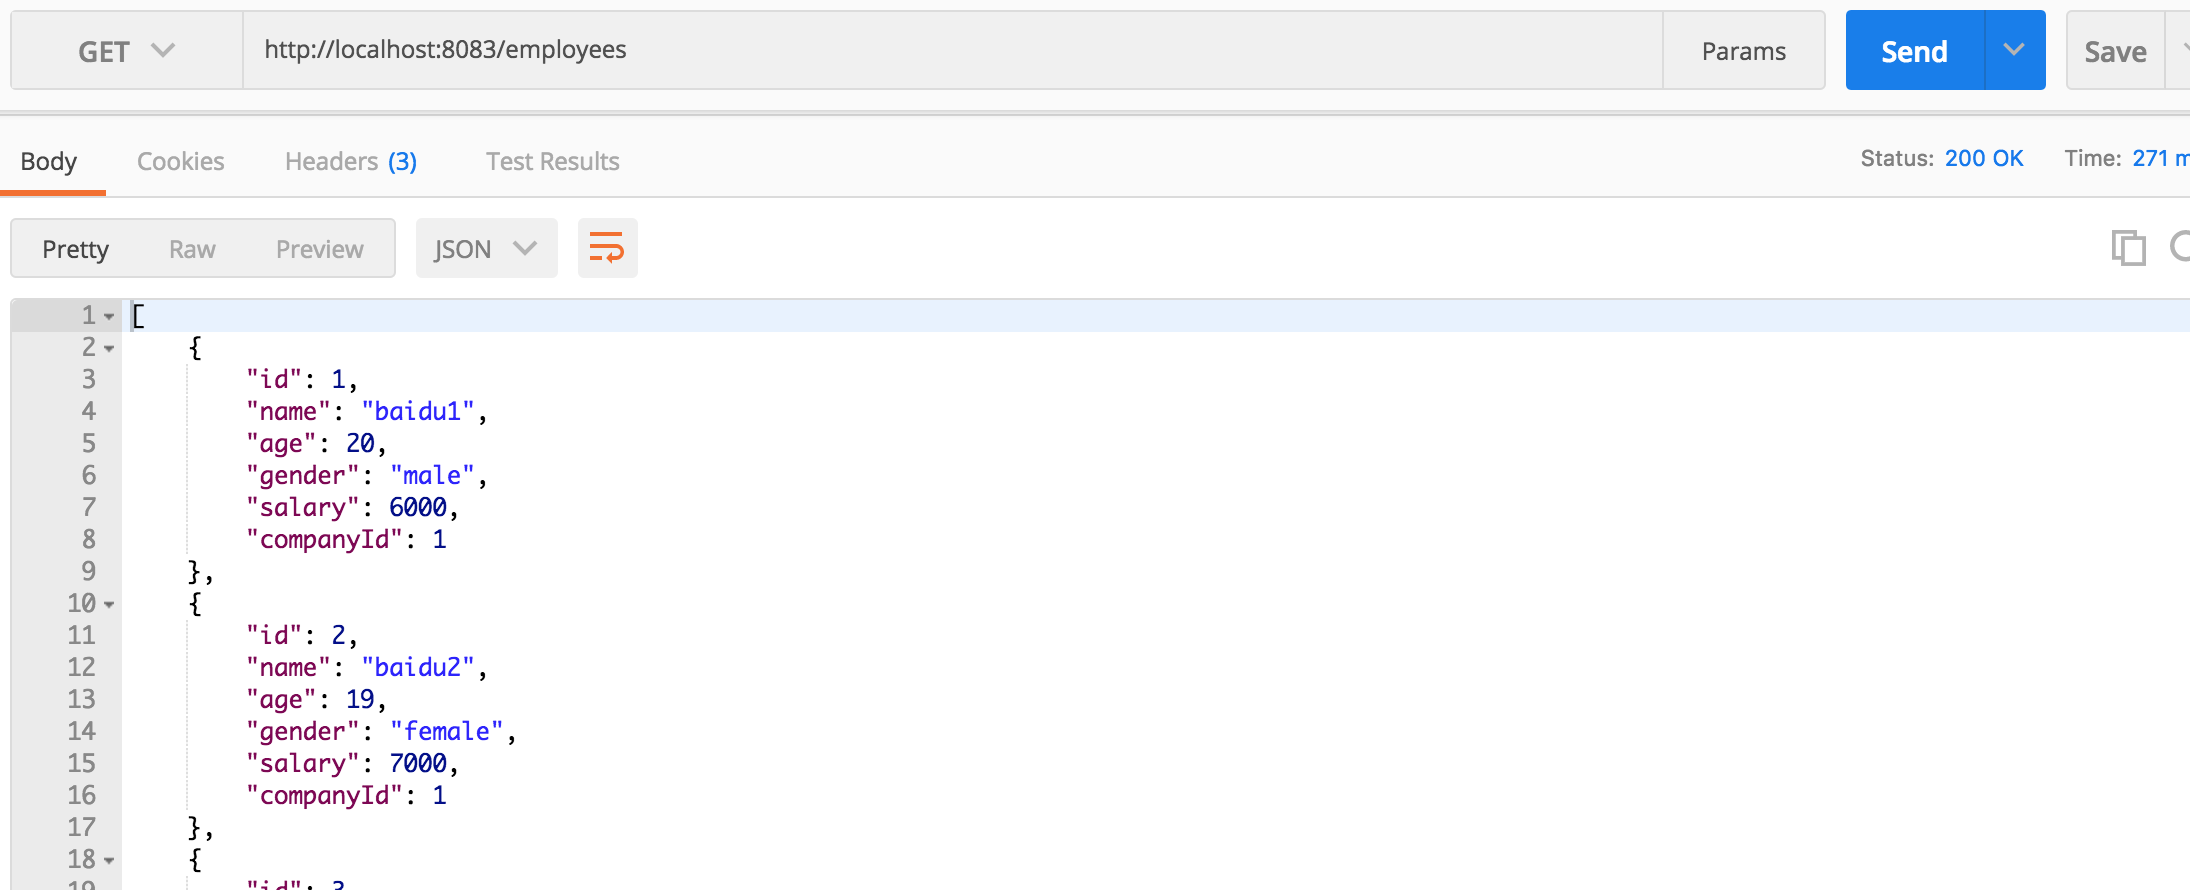 GET http://localhost:8083/employees Params Send Save
Body Cookies Headers (3) Test Results Status: 200 OK Time: 271 m
Pretty Raw Preview JSON
1 [
2 {
3 "id": 1,
4 "name": "baidu1",
5 "age": 20,
6 "gender": "male",
7 "salary": 6000,
8 "companyId": 1
9 },
10 {
11 "id": 2,
12 "name": "baidu2",
13 "age": 19,
14 "gender": "female",
15 "salary": 7000,
16 "companyId": 1
17 },
18 {
19 "id": 3